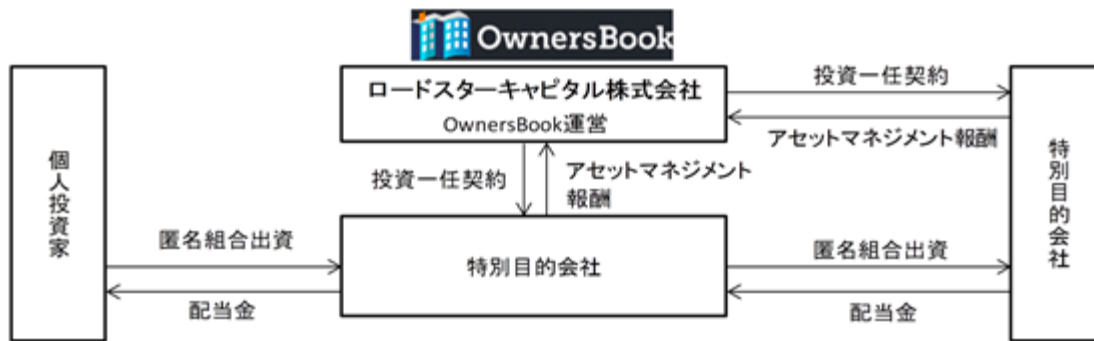 OwnersBook
ロードスターキャピタル株式会社
OwnersBook運営
投資一任契約
アセットマネジメント報酬
投資一任契約
アセットマネジメント
報酬
個人投資家
匿名組合出資
配当金
特別目的会社
匿名組合出資
配当金
特別目的会社